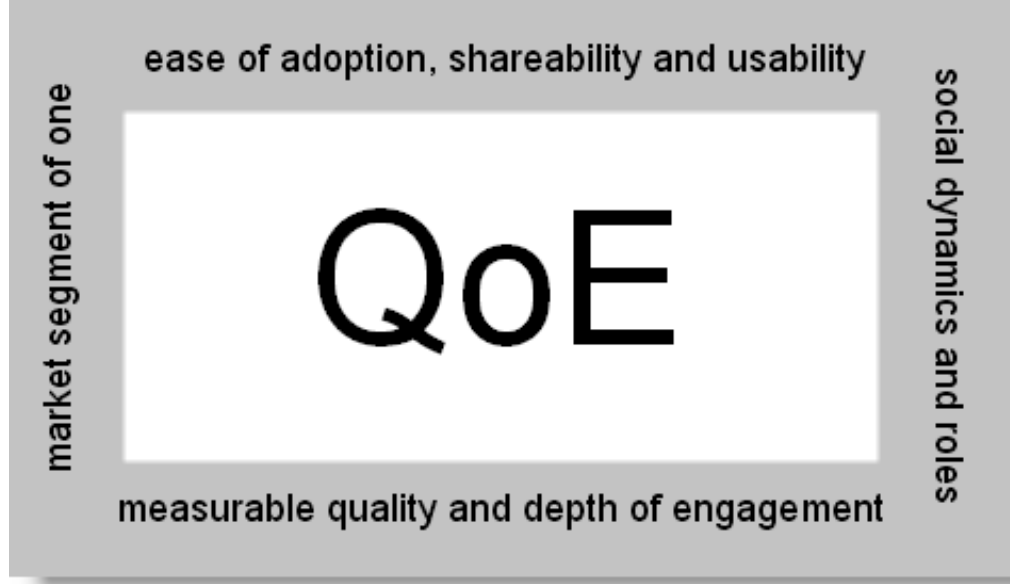 ease of adoption, shareability and usability
market segment of one
QoE
social dynamics and roles
measurable quality and depth of engagement